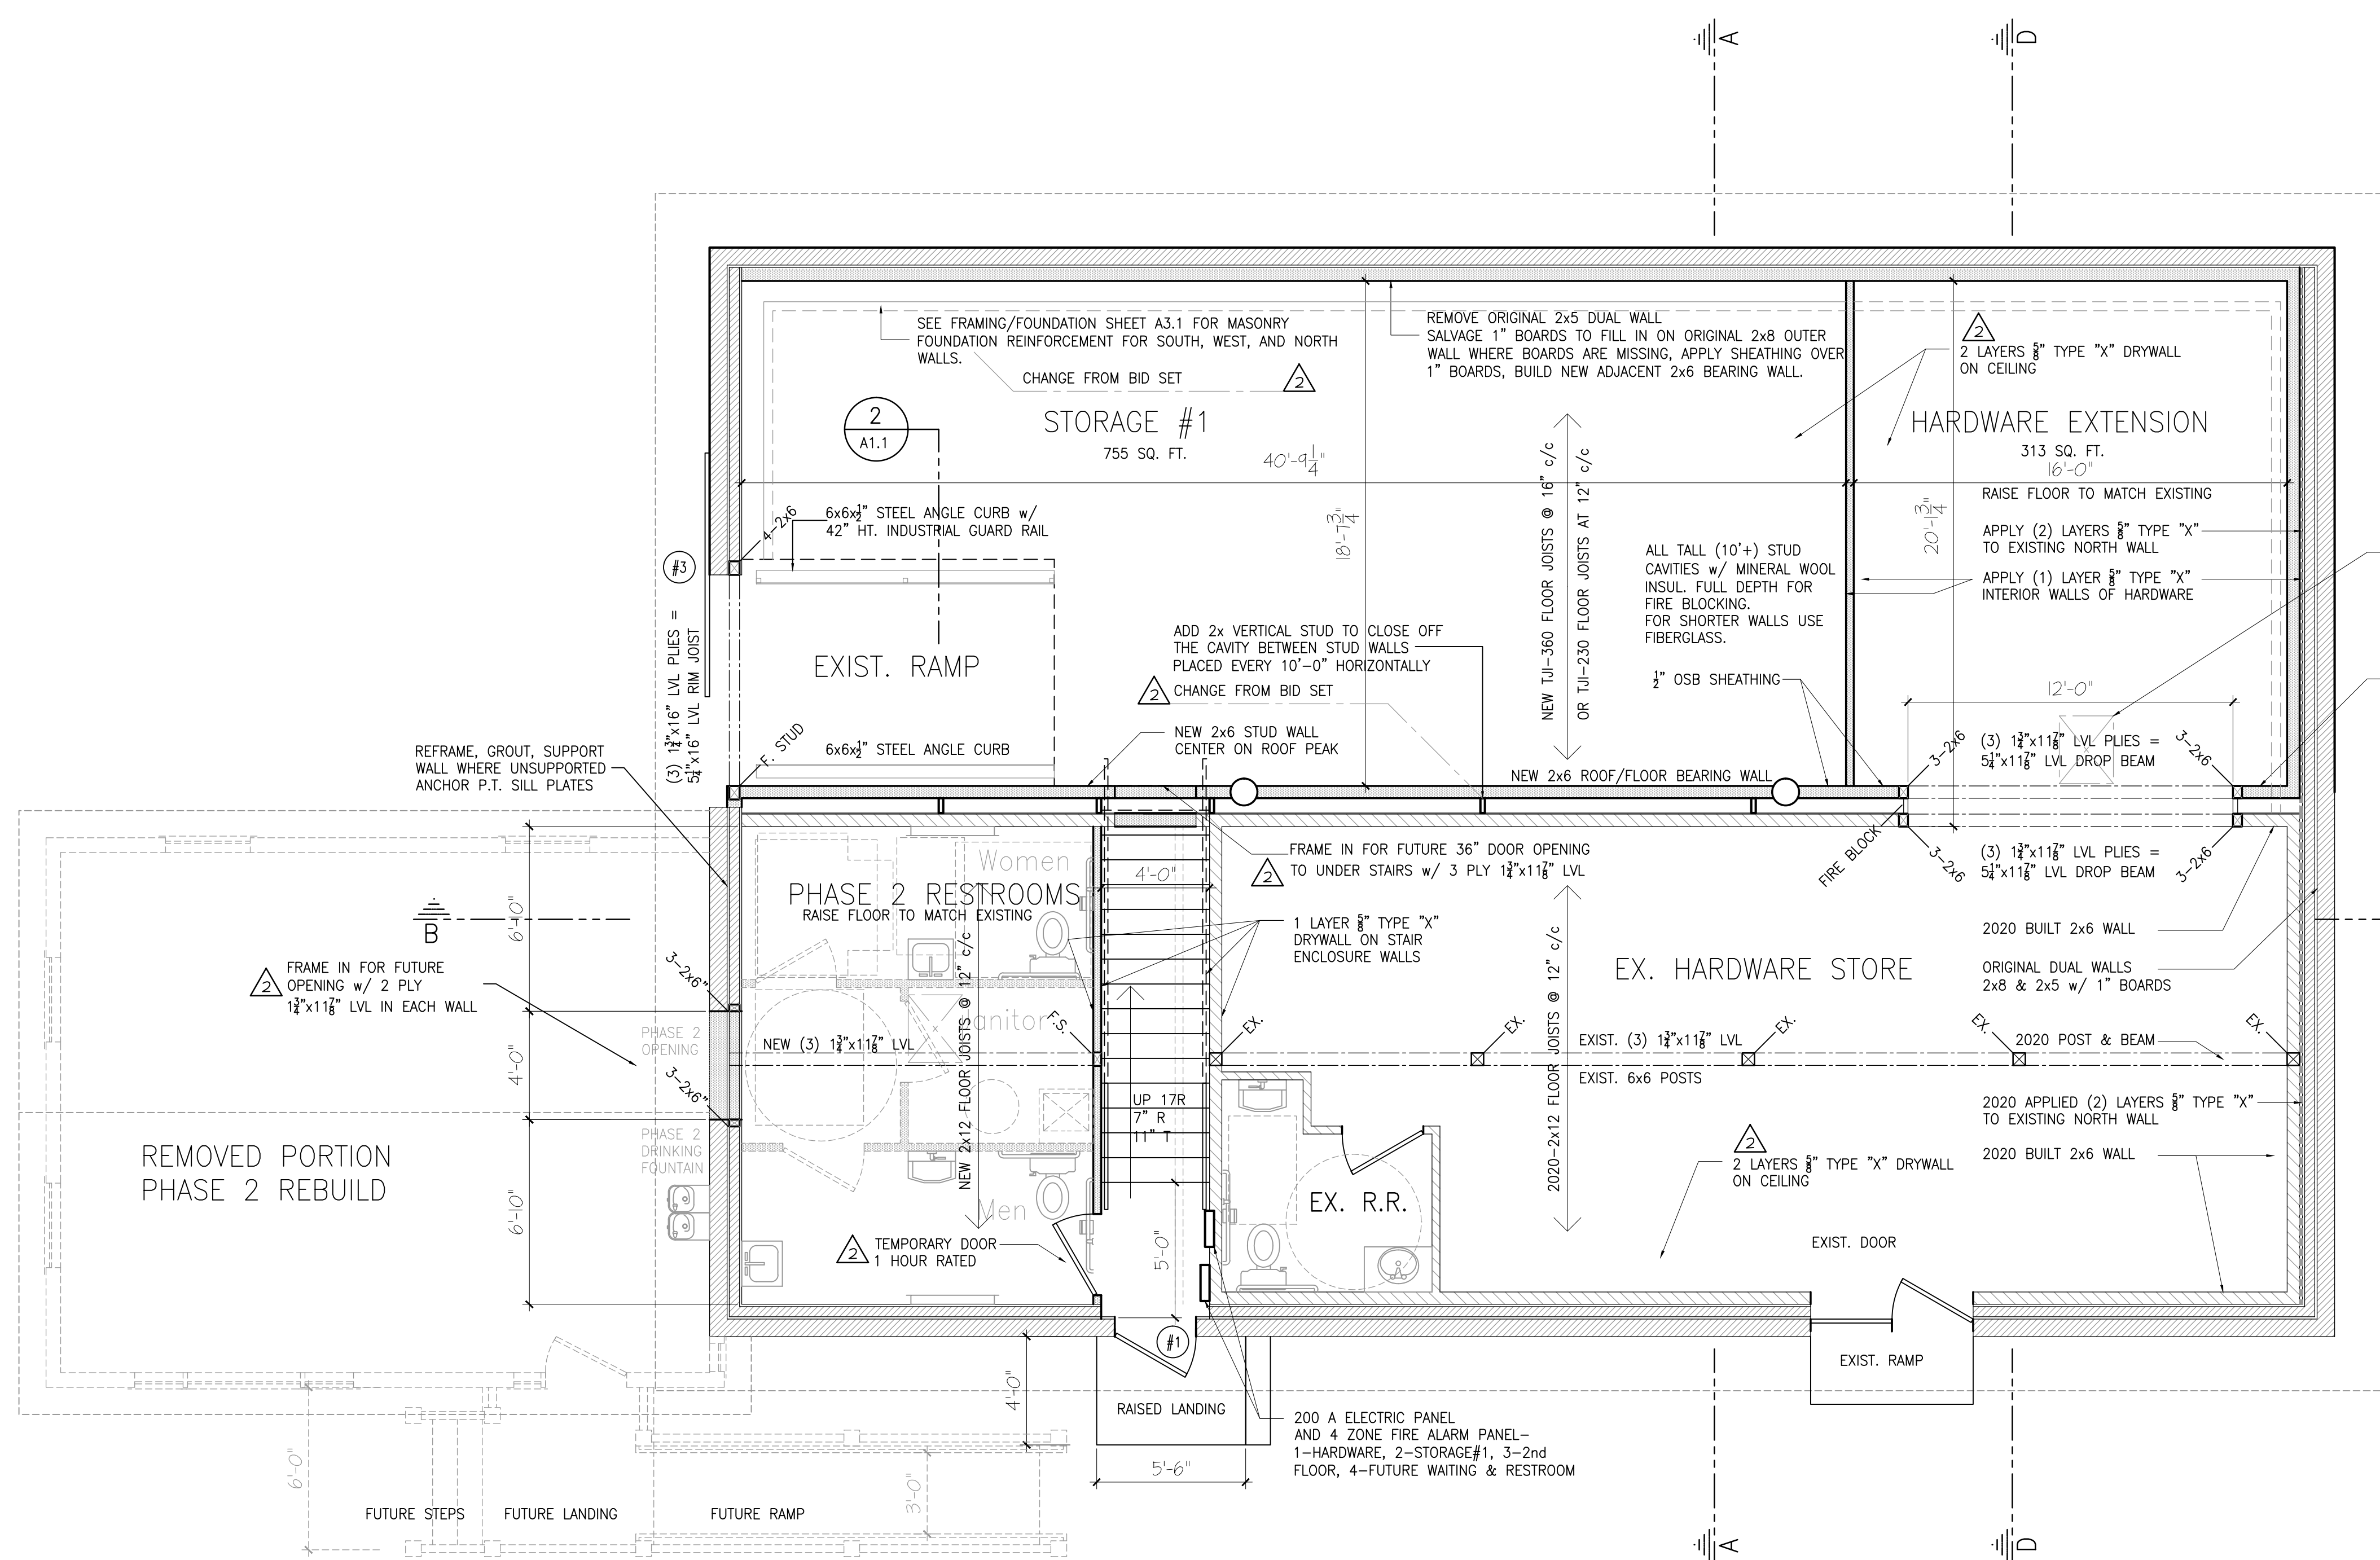 A
D
SEE FRAMING/FOUNDATION SHEET A3.1 FOR MASONRY
FOUNDATION REINFORCEMENT FOR SOUTH, WEST, AND NORTH
WALLS.
CHANGE FROM BID SET
2
REMOVE ORIGINAL 2x5 DUAL WALL
SALVAGE 1" BOARDS TO FILL IN ON ORIGINAL 2x8 OUTER
WALL WHERE BOARDS ARE MISSING, APPLY SHEATHING OVER
1" BOARDS, BUILD NEW ADJACENT 2x6 BEARING WALL.
2
2 LAYERS 5/8" TYPE "X" DRYWALL
ON CEILING
2
A1.1
STORAGE #1
755 SQ. FT.
40'-9 1/4"
HARDWARE EXTENSION
313 SQ. FT.
16'-0"
RAISE FLOOR TO MATCH EXISTING
APPLY (2) LAYERS 5/8" TYPE "X"
TO EXISTING NORTH WALL
APPLY (1) LAYER 5/8" TYPE "X"
INTERIOR WALLS OF HARDWARE
4-2x6
6x6x1/2" STEEL ANGLE CURB w/
42" HT. INDUSTRIAL GUARD RAIL
18'-7 3/4"
20'-1 3/4"
NEW TJI-360 FLOOR JOISTS @ 16" c/c
OR TJI-230 FLOOR JOISTS AT 12" c/c
ALL TALL (10'+) STUD
CAVITIES w/ MINERAL WOOL
INSUL. FULL DEPTH FOR
FIRE BLOCKING.
FOR SHORTER WALLS USE
FIBERGLASS.
#3
(3) 1 3/4"x16" LVL PLIES =
5 1/4"x16" LVL RIM JOIST
EXIST. RAMP
ADD 2x VERTICAL STUD TO CLOSE OFF
THE CAVITY BETWEEN STUD WALLS
PLACED EVERY 10'-0" HORIZONTALLY
2
CHANGE FROM BID SET
1/2" OSB SHEATHING
12'-0"
F. STUD
6x6x1/2" STEEL ANGLE CURB
NEW 2x6 STUD WALL
CENTER ON ROOF PEAK
NEW 2x6 ROOF/FLOOR BEARING WALL
3-2x6
(3) 1 3/4"x11 7/8" LVL PLIES =
5 1/4"x11 7/8" LVL DROP BEAM
3-2x6
REFRAME, GROUT, SUPPORT
WALL WHERE UNSUPPORTED
ANCHOR P.T. SILL PLATES
FIRE BLOCK
3-2x6
(3) 1 3/4"x11 7/8" LVL PLIES =
5 1/4"x11 7/8" LVL DROP BEAM
3-2x6
Women
PHASE 2 RESTROOMS
RAISE FLOOR TO MATCH EXISTING
4'-0"
2
FRAME IN FOR FUTURE 36" DOOR OPENING
TO UNDER STAIRS w/ 3 PLY 1 3/4"x11 7/8" LVL
6'-10"
B
1 LAYER 5/8" TYPE "X"
DRYWALL ON STAIR
ENCLOSURE WALLS
2020 BUILT 2x6 WALL
2
FRAME IN FOR FUTURE
OPENING w/ 2 PLY
1 3/4"x11 7/8" LVL IN EACH WALL
3-2x6"
EX. HARDWARE STORE
ORIGINAL DUAL WALLS
2x8 & 2x5 w/ 1" BOARDS
PHASE 2
OPENING
Janitor
NEW (3) 1 3/4"x11 7/8" LVL
NEW 2x12 FLOOR JOISTS @ 12" c/c
F.S.
EX.
EX.
EXIST. (3) 1 3/4"x11 7/8" LVL
EX.
EX.
2020 POST & BEAM
EX.
4'-0"
3-2x6"
EXIST. 6x6 POSTS
2020-2x12 FLOOR JOISTS @ 12" c/c
UP 17R
7" R
11" T
2020 APPLIED (2) LAYERS 5/8" TYPE "X"
TO EXISTING NORTH WALL
PHASE 2
DRINKING
FOUNTAIN
REMOVED PORTION
PHASE 2 REBUILD
2
2 LAYERS 5/8" TYPE "X" DRYWALL
ON CEILING
2020 BUILT 2x6 WALL
6'-10"
Men
EX. R.R.
2
TEMPORARY DOOR
1 HOUR RATED
5'-0"
EXIST. DOOR
#1
EXIST. RAMP
4'-0"
RAISED LANDING
5'-6"
200 A ELECTRIC PANEL
AND 4 ZONE FIRE ALARM PANEL-
1-HARDWARE, 2-STORAGE#1, 3-2nd
FLOOR, 4-FUTURE WAITING & RESTROOM
6'-0"
3'-0"
FUTURE STEPS
FUTURE LANDING
FUTURE RAMP
A
D